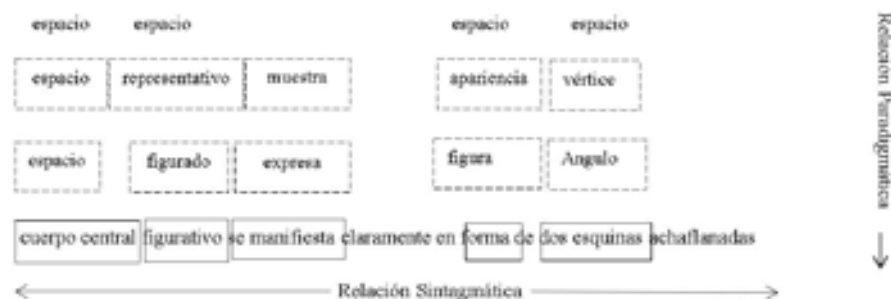 espacio espacio espacio espacio
espacio representativo muestra apariencia vértice
espacio figurado expresa figura Angulo
cuerpo central figurativo se manifiesta claramente en forma de dos esquinas achaflanadas
Relación Sintagmática
Relación Paradigmática